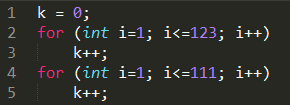 1 k = 0;
2 for (int i=1; i<=123; i++)
3     k++;
4 for (int i=1; i<=111; i++)
5     k++;